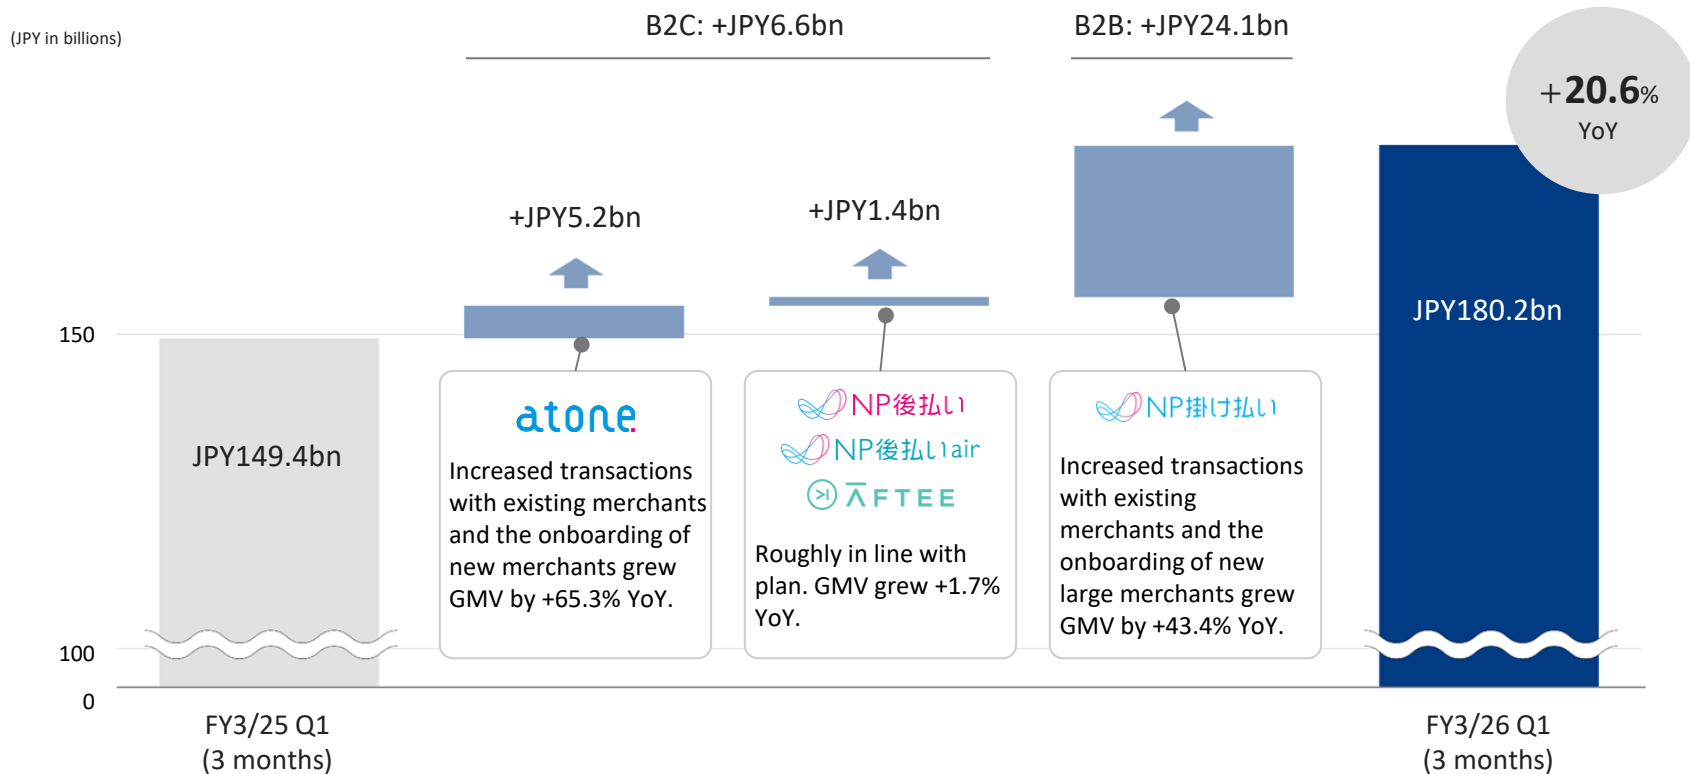 (JPY in billions)
B2C: +JPY6.6bn
B2B: +JPY24.1bn
+20.6%
YoY
+JPY5.2bn
+JPY1.4bn
150
100
0
JPY149.4bn
atone
Increased transactions
with existing merchants
and the onboarding of
new merchants grew
GMV by +65.3% YoY.
NP後払い
NP後払いair
AFTEE
Roughly in line with
plan. GMV grew +1.7%
YoY.
NP掛け払い
Increased transactions
with existing
merchants and the
onboarding of new
large merchants grew
GMV by +43.4% YoY.
JPY180.2bn
FY3/25 Q1
(3 months)
FY3/26 Q1
(3 months)